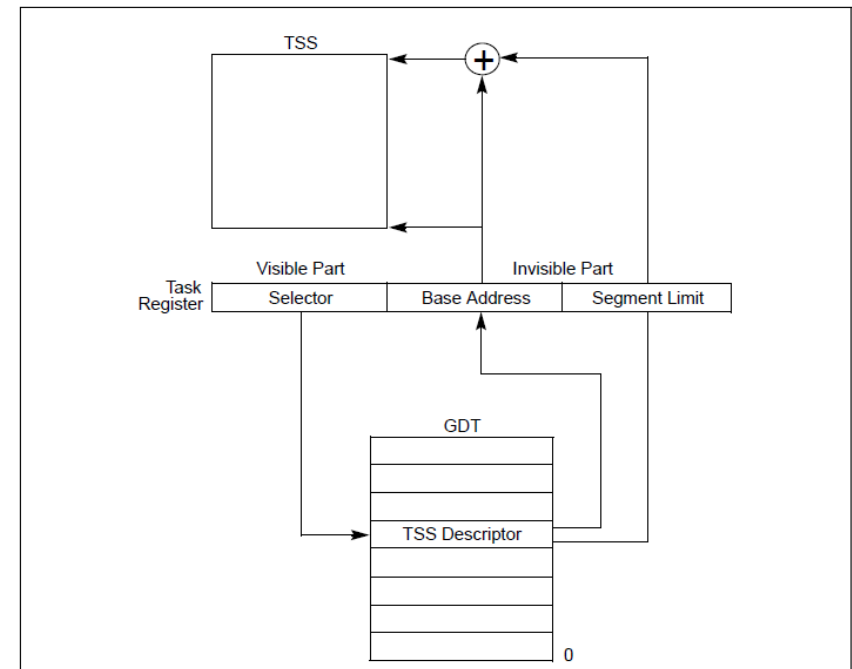 TSS
+
Visible Part
Invisible Part
Task
Register
Selector
Base Address
Segment Limit
GDT
TSS Descriptor
0